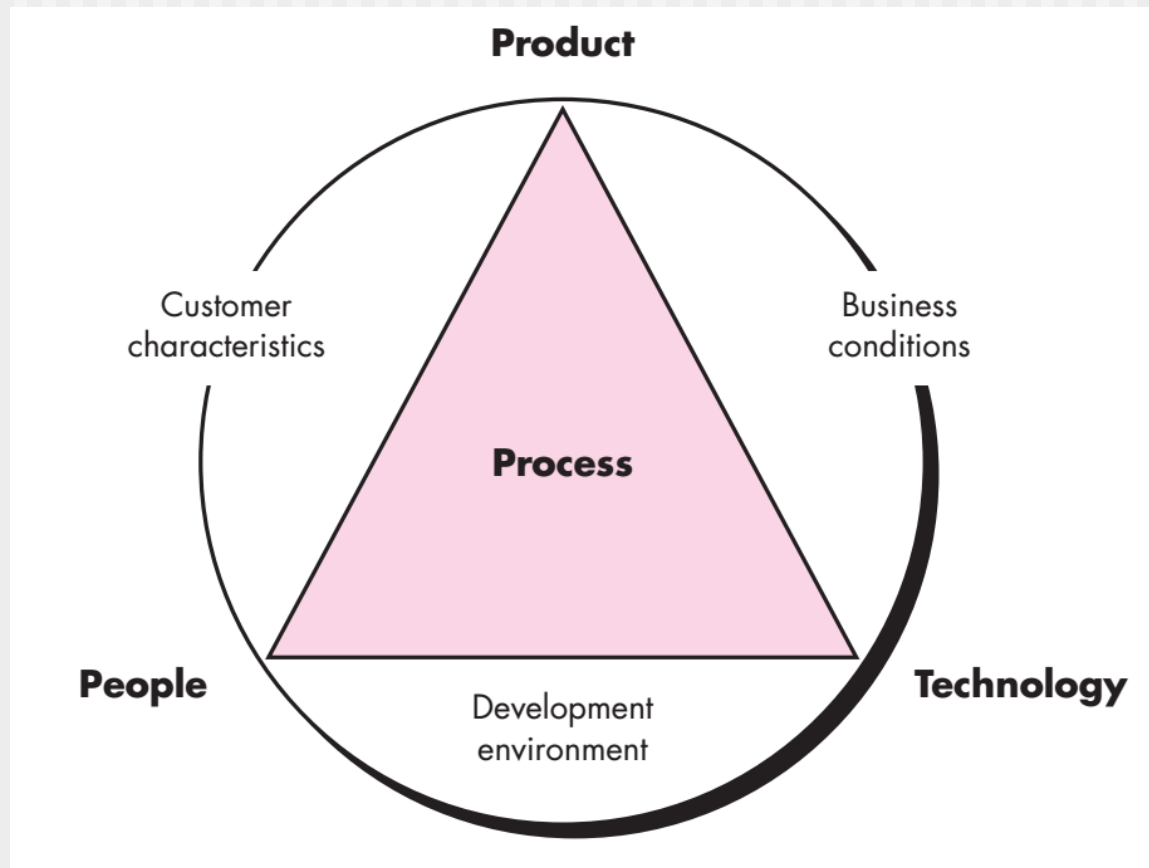 Product
Customer
characteristics
Business
conditions
Process
People
Technology
Development
environment